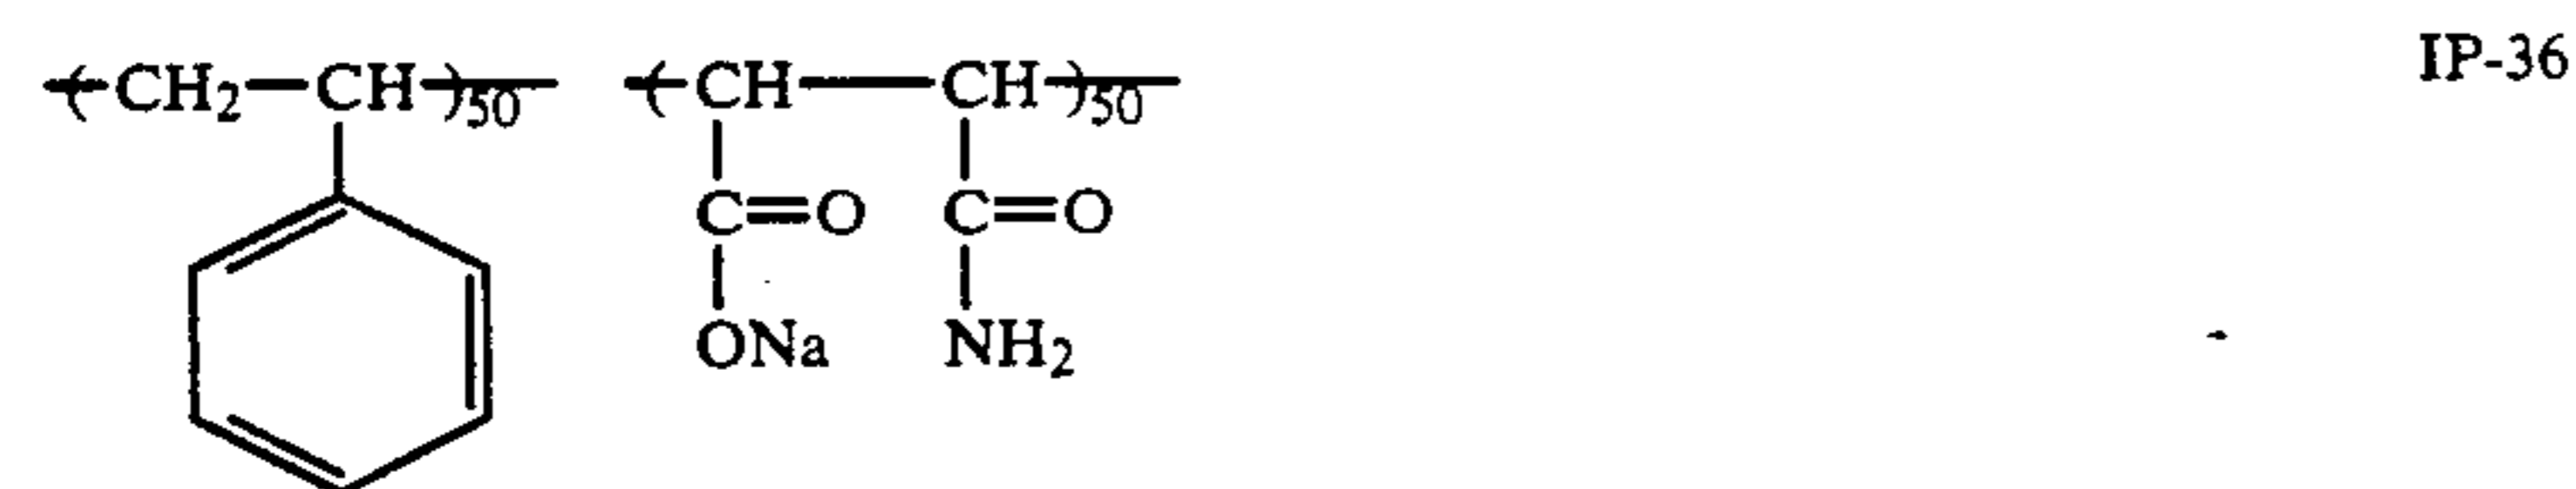 -(CH2-CH-)50 -(CH-CH-)50 IP-36
C=O C=O
ONa NH2